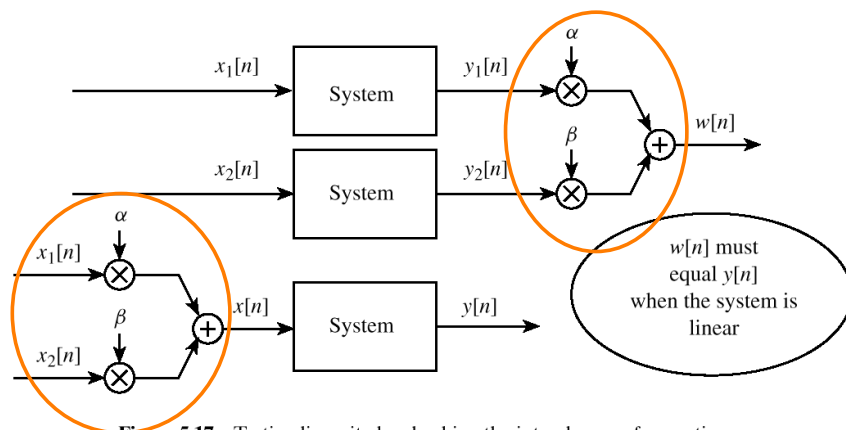 α
x₁[n] System y₁[n]
w[n]
β
x₂[n] System y₂[n]
α
x₁[n]
w[n] must
equal y[n]
when the system is
linear
x[n] System y[n]
β
x₂[n]